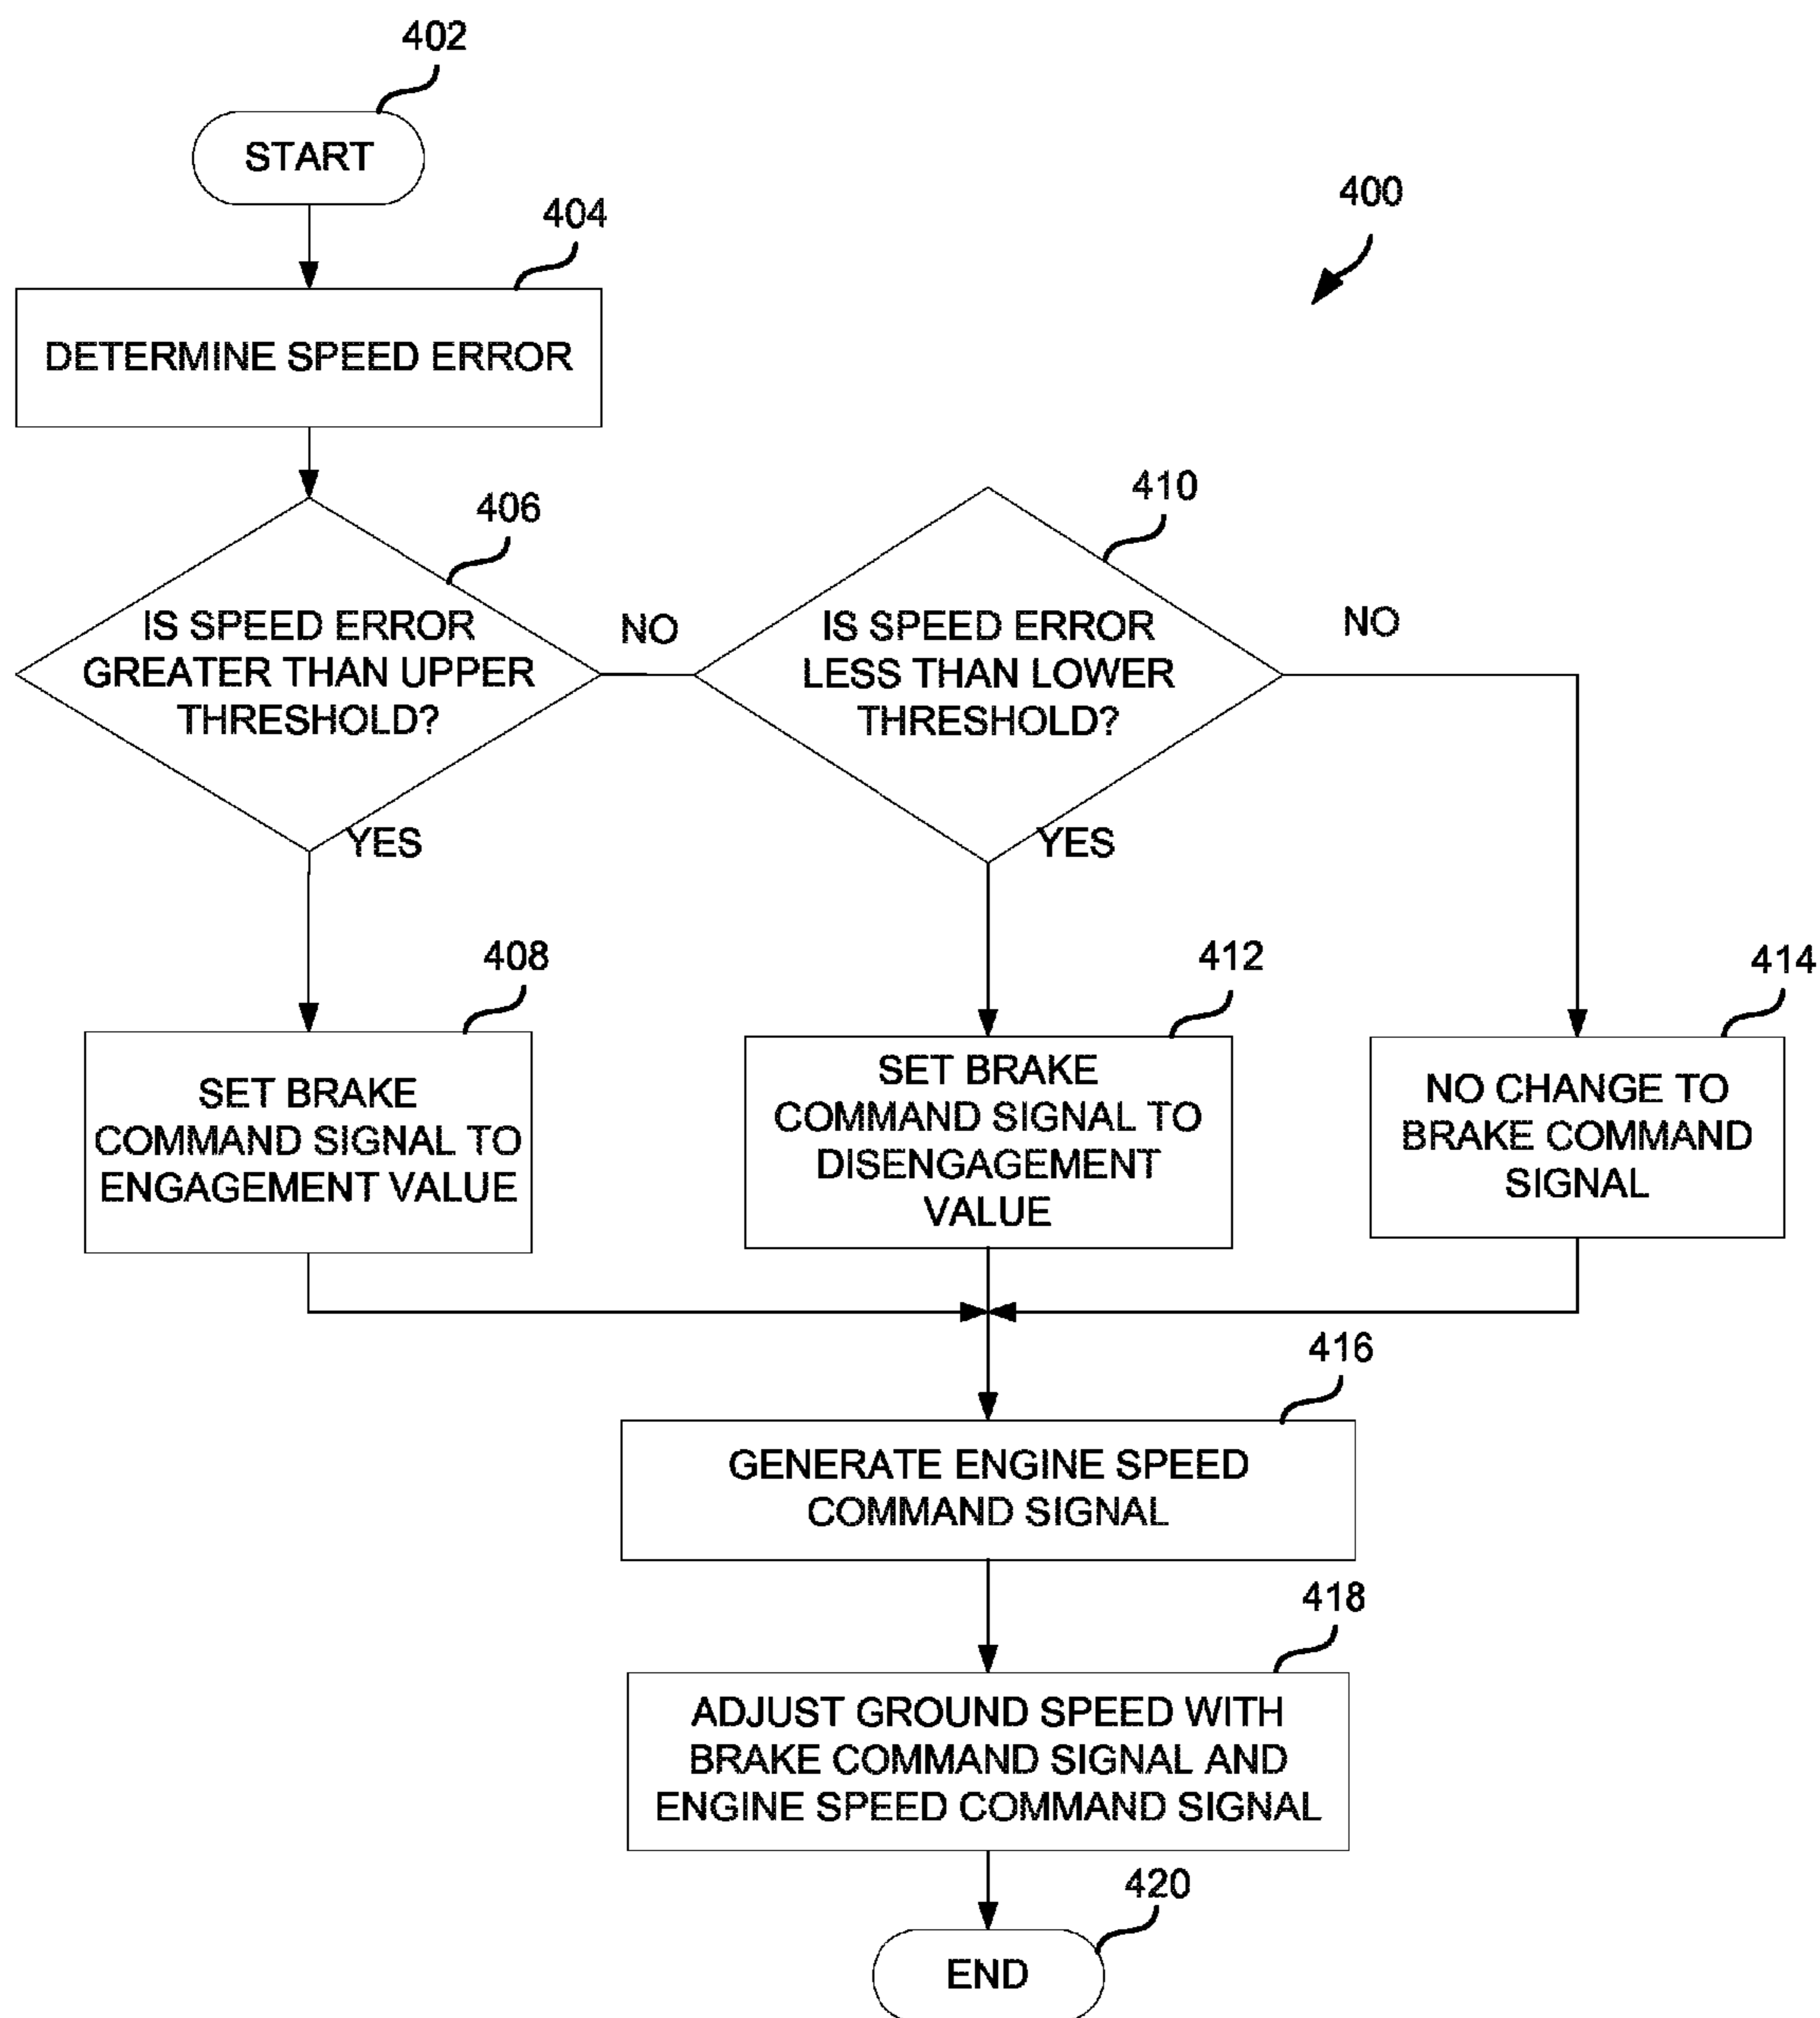 402
START
400
404
DETERMINE SPEED ERROR
406
IS SPEED ERROR
GREATER THAN UPPER
THRESHOLD?
NO
YES
410
IS SPEED ERROR
LESS THAN LOWER
THRESHOLD?
NO
YES
408
SET BRAKE
COMMAND SIGNAL TO
ENGAGEMENT VALUE
412
SET BRAKE
COMMAND SIGNAL TO
DISENGAGEMENT
VALUE
414
NO CHANGE TO
BRAKE COMMAND
SIGNAL
416
GENERATE ENGINE SPEED
COMMAND SIGNAL
418
ADJUST GROUND SPEED WITH
BRAKE COMMAND SIGNAL AND
ENGINE SPEED COMMAND SIGNAL
420
END